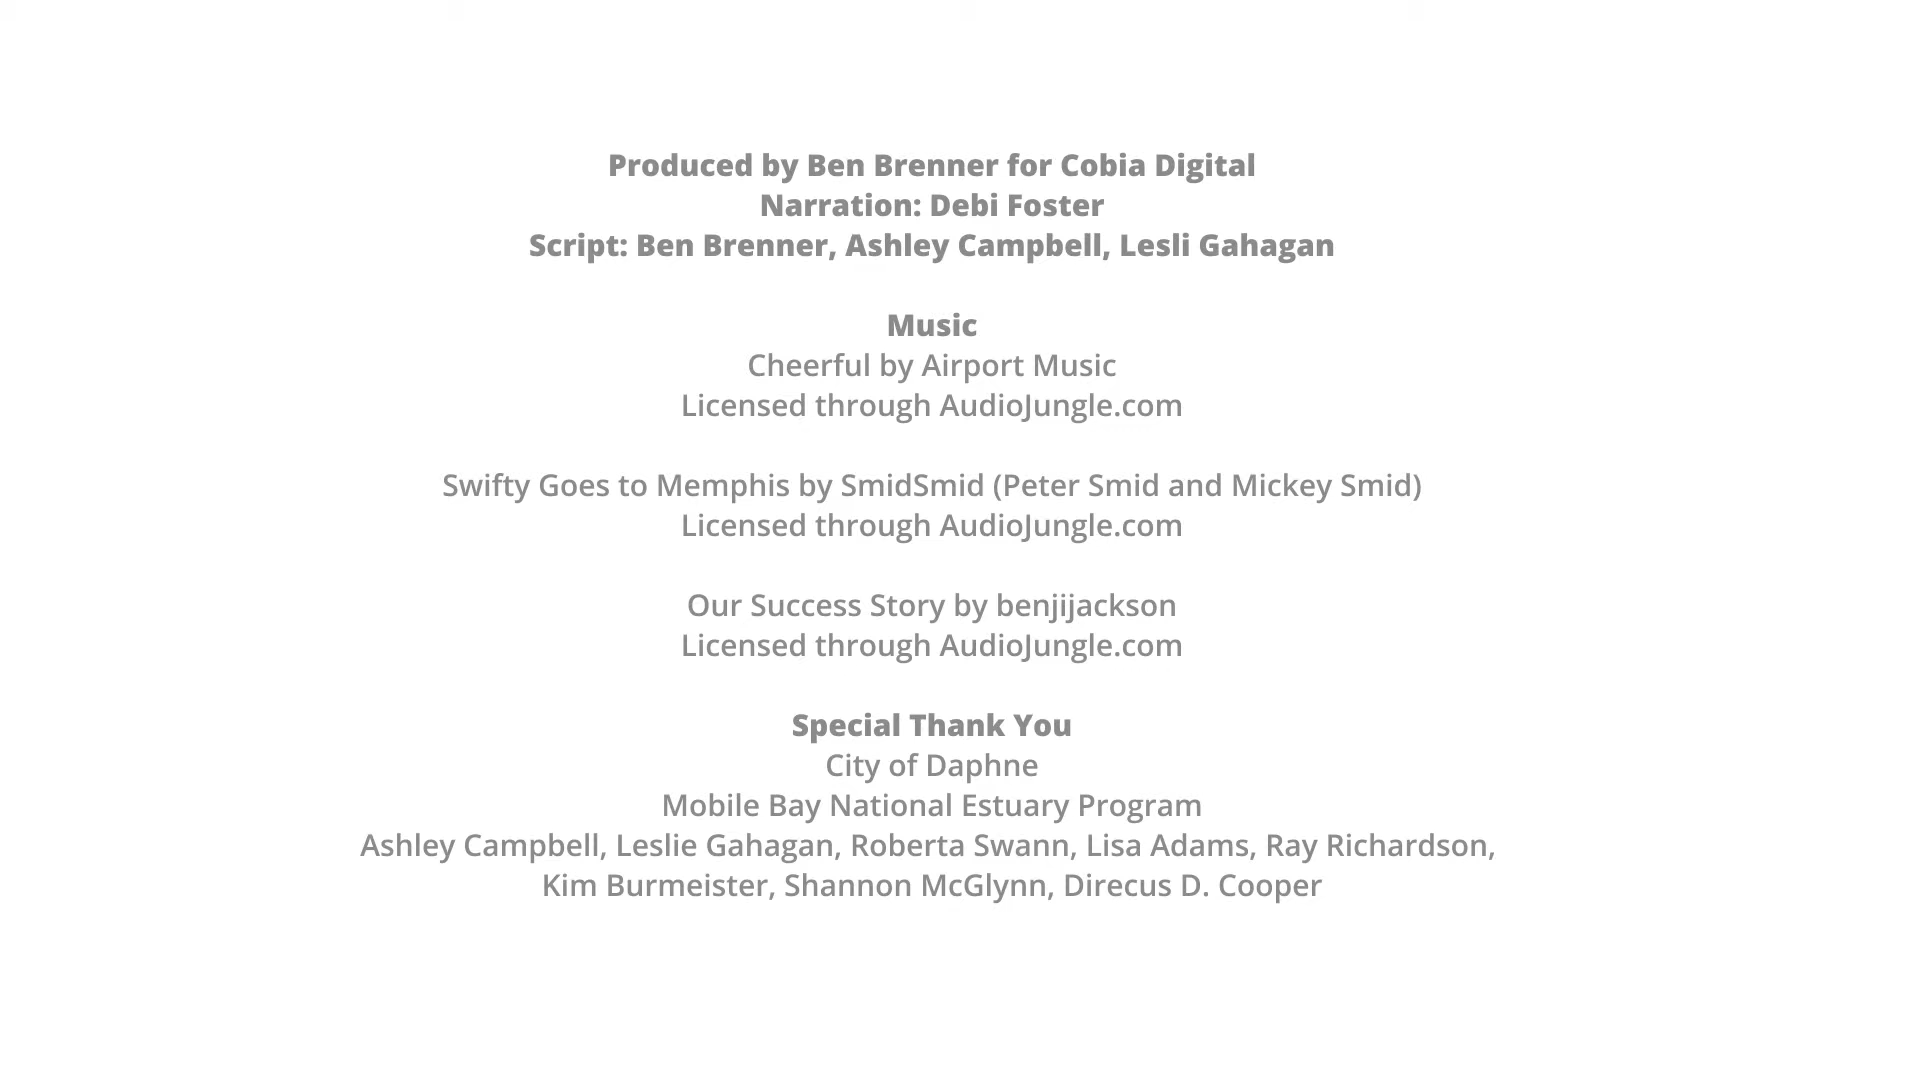 Produced by Ben Brenner for Cobia Digital
Narration: Debi Foster
Script: Ben Brenner, Ashley Campbell, Lesli Gahagan
Music
Cheerful by Airport Music
Licensed through AudioJungle.com
Swifty Goes to Memphis by SmidSmid (Peter Smid and Mickey Smid)
Licensed through AudioJungle.com
Our Success Story by benjijackson
Licensed through AudioJungle.com
Special Thank You
City of Daphne
Mobile Bay National Estuary Program
Ashley Campbell, Leslie Gahagan, Roberta Swann, Lisa Adams, Ray Richardson,
Kim Burmeister, Shannon McGlynn, Direcus D. Cooper